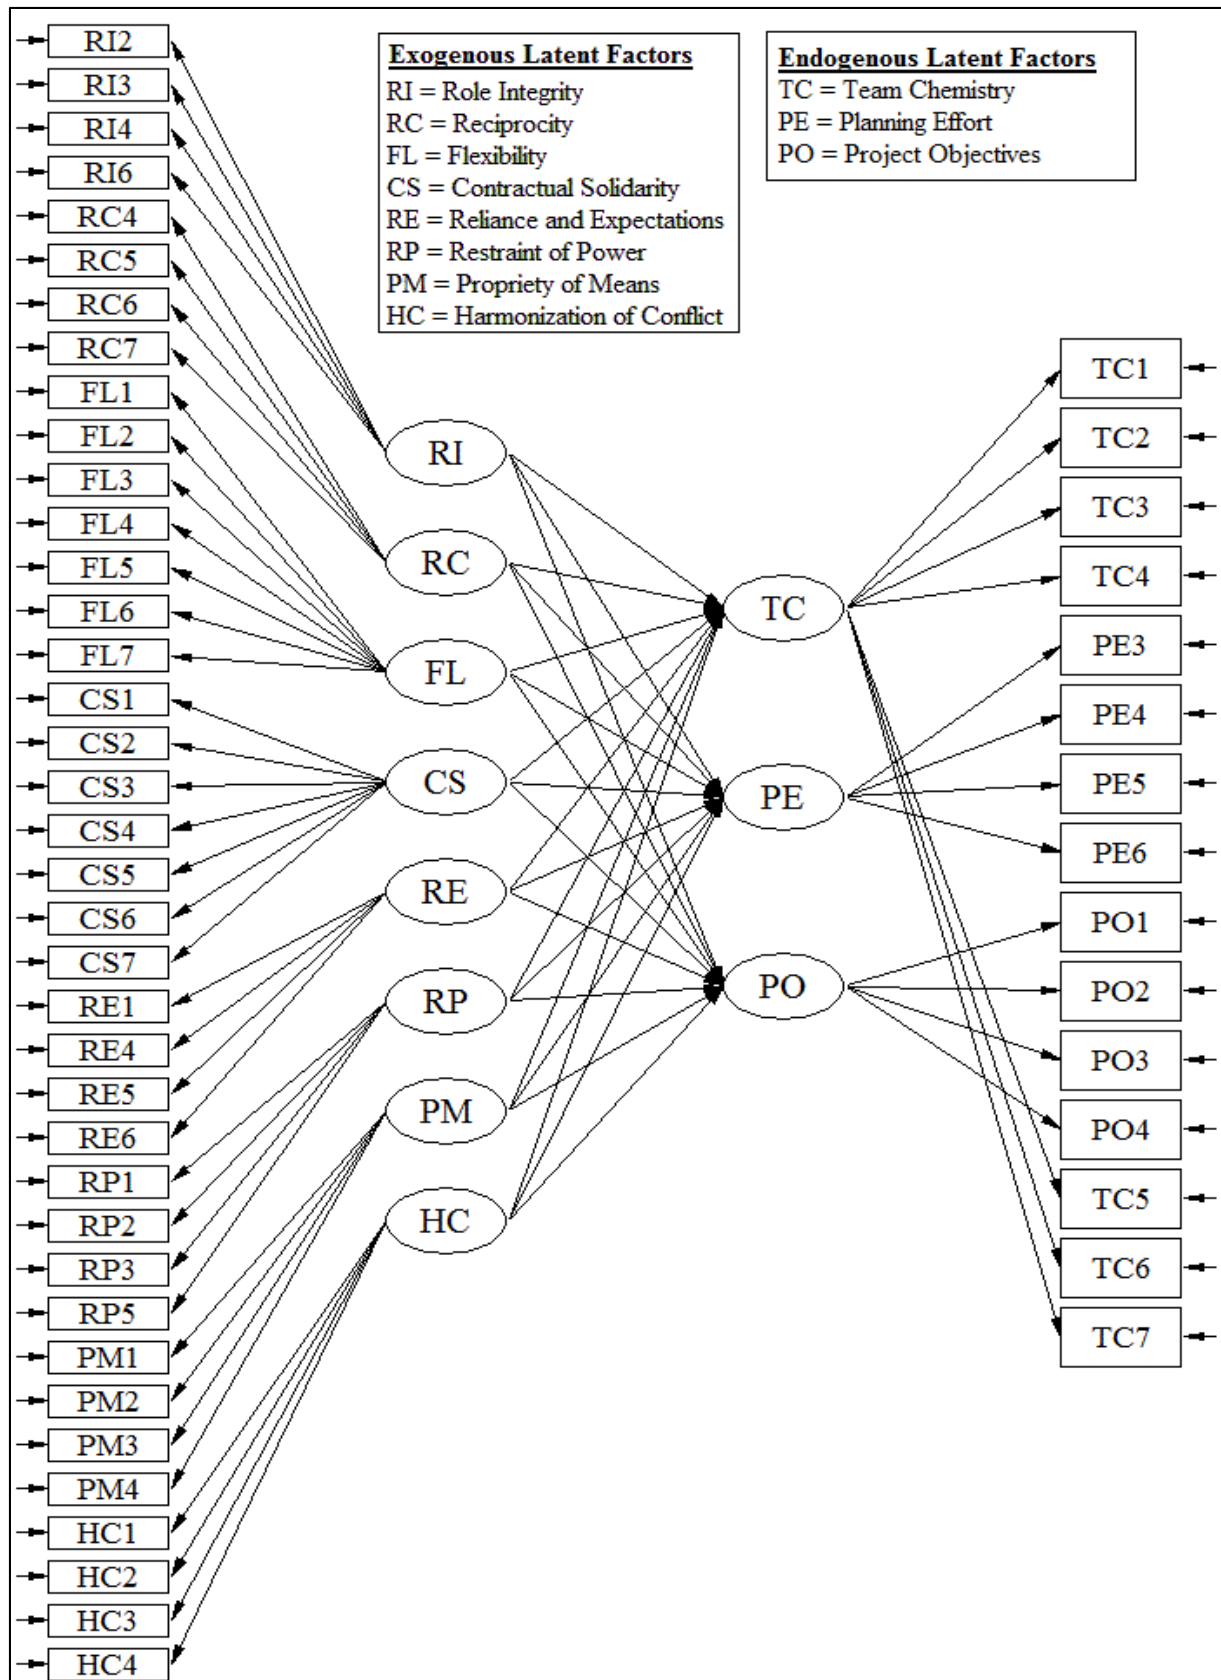 RI2
RI3
RI4
RI6
RC4
RC5
RC6
RC7
FL1
FL2
FL3
FL4
FL5
FL6
FL7
CS1
CS2
CS3
CS4
CS5
CS6
CS7
RE1
RE4
RE5
RE6
RP1
RP2
RP3
RP5
PM1
PM2
PM3
PM4
HC1
HC2
HC3
HC4
Exogenous Latent Factors
RI = Role Integrity
RC = Reciprocity
FL = Flexibility
CS = Contractual Solidarity
RE = Reliance and Expectations
RP = Restraint of Power
PM = Propriety of Means
HC = Harmonization of Conflict
Endogenous Latent Factors
TC = Team Chemistry
PE = Planning Effort
PO = Project Objectives
RI
RC
FL
CS
RE
RP
PM
HC
TC
PE
PO
TC1
TC2
TC3
TC4
PE3
PE4
PE5
PE6
PO1
PO2
PO3
PO4
TC5
TC6
TC7